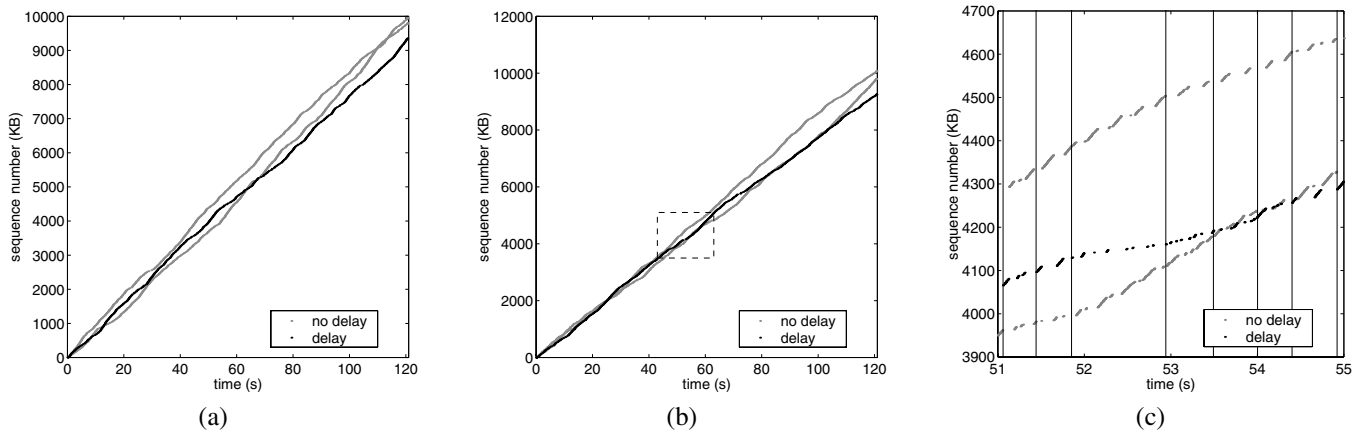 10000
9000
8000
7000
6000
5000
4000
3000
2000
1000
0
sequence number (KB)
0 20 40 60 80 100 120
time (s)
no delay
delay
(a)
12000
10000
8000
6000
4000
2000
0
sequence number (KB)
0 20 40 60 80 100 120
time (s)
no delay
delay
(b)
4700
4600
4500
4400
4300
4200
4100
4000
3900
sequence number (KB)
51 52 53 54 55
time (s)
no delay
delay
(c)